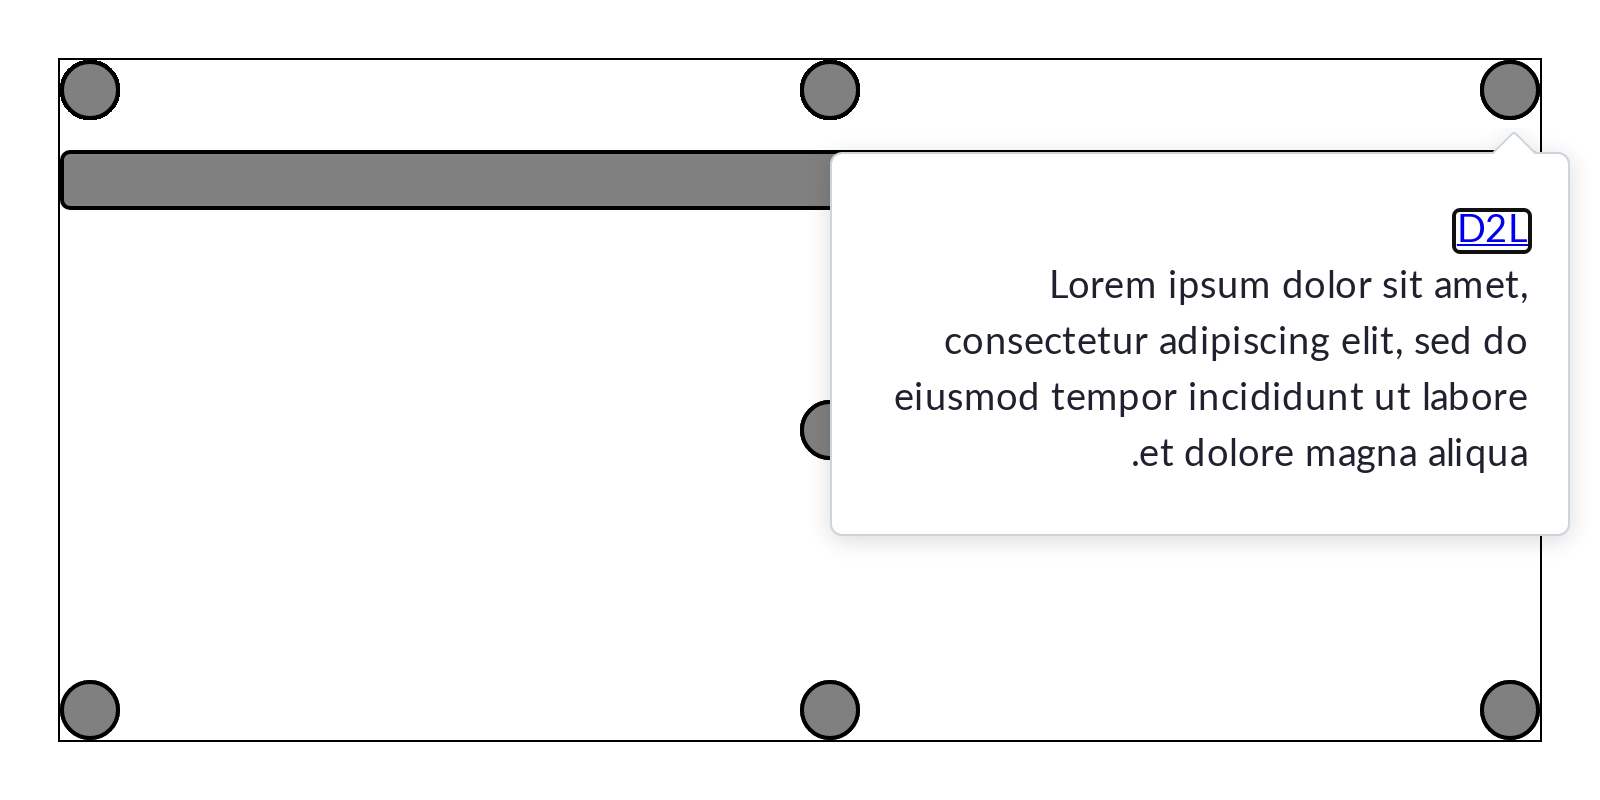 D2L
Lorem ipsum dolor sit amet,
consectetur adipiscing elit, sed do
eiusmod tempor incididunt ut labore
.et dolore magna aliqua